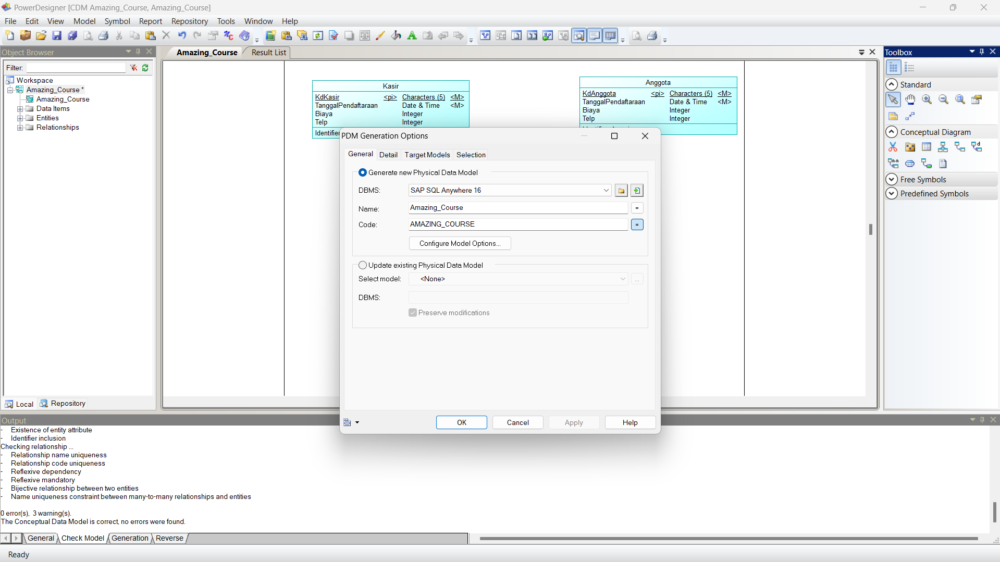 PowerDesigner [CDM Amazing_Course, Amazing_Course]
File Edit View Model Symbol Report Repository Tools Window Help
Object Browser
Filter:
Workspace
Amazing_Course *
Amazing_Course
Data Items
Entities
Relationships
Local Repository
Amazing_Course Result List
Kasir
KdKasir <pi> Characters (5) <M>
TanggalPendaftaraan Date & Time <M>
Biaya Integer
Telp Integer
Identifier
Anggota
KdAnggota <pi> Characters (5) <M>
TanggalPendaftaraan Date & Time <M>
Biaya Integer
Telp Integer
PDM Generation Options
General Detail Target Models Selection
Generate new Physical Data Model
DBMS: SAP SQL Anywhere 16
Name: Amazing_Course =
Code: AMAZING_COURSE =
Configure Model Options...
Update existing Physical Data Model
Select model: <None> ...
DBMS:
Preserve modifications
OK Cancel Apply Help
Toolbox
Standard
Conceptual Diagram
Free Symbols
Predefined Symbols
Output
- Existence of entity attribute
- Identifier inclusion
Checking relationship ...
- Relationship name uniqueness
- Relationship code uniqueness
- Reflexive dependency
- Reflexive mandatory
- Bijective relationship between two entities
- Name uniqueness constraint between many-to-many relationships and entities
0 error(s), 3 warning(s).
The Conceptual Data Model is correct, no errors were found.
General Check Model Generation Reverse
Ready